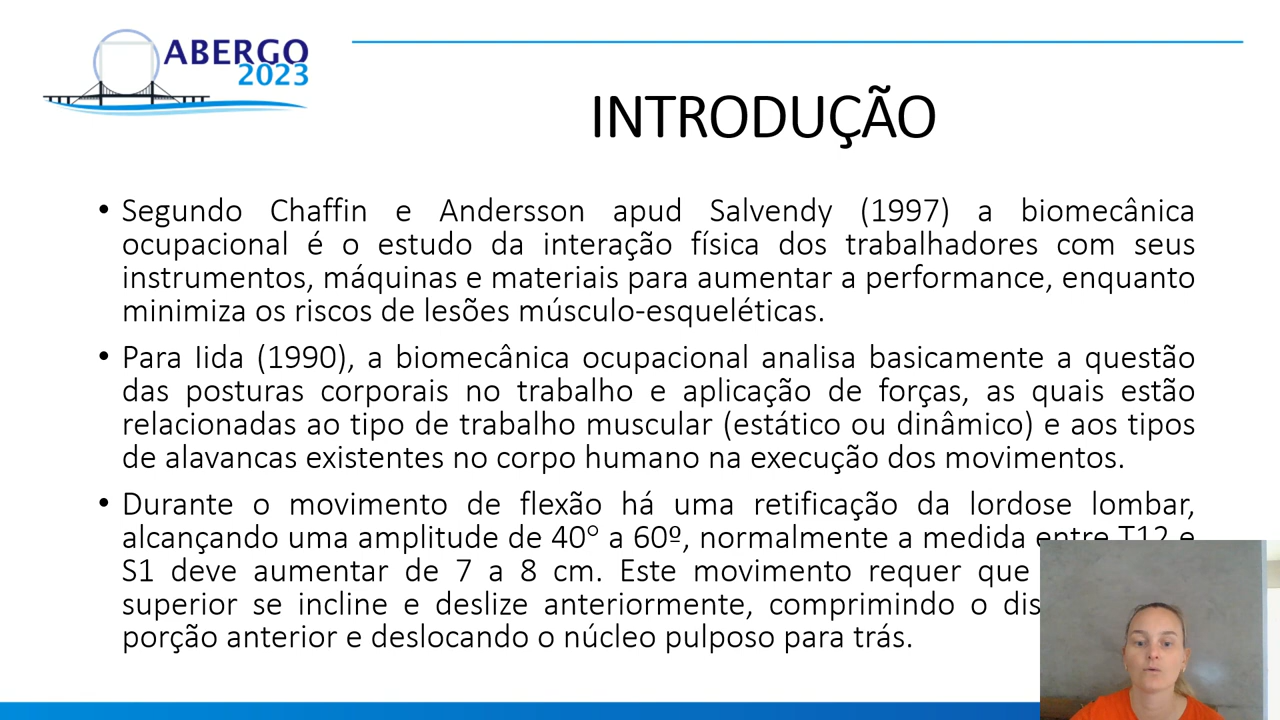 ABERGO
2023
INTRODUÇÃO
• Segundo Chaffin e Andersson apud Salvendy (1997) a biomecânica
ocupacional é o estudo da interação física dos trabalhadores com seus
instrumentos, máquinas e materiais para aumentar a performance, enquanto
minimiza os riscos de lesões músculo-esqueléticas.
• Para Iida (1990), a biomecânica ocupacional analisa basicamente a questão
das posturas corporais no trabalho e aplicação de forças, as quais estão
relacionadas ao tipo de trabalho muscular (estático ou dinâmico) e aos tipos
de alavancas existentes no corpo humano na execução dos movimentos.
• Durante o movimento de flexão há uma retificação da lordose lombar,
alcançando uma amplitude de 40° a 60º, normalmente a medida entre T12 e
S1 deve aumentar de 7 a 8 cm. Este movimento requer que
superior se incline e deslize anteriormente, comprimindo o
porção anterior e deslocando o núcleo pulposo para trás.